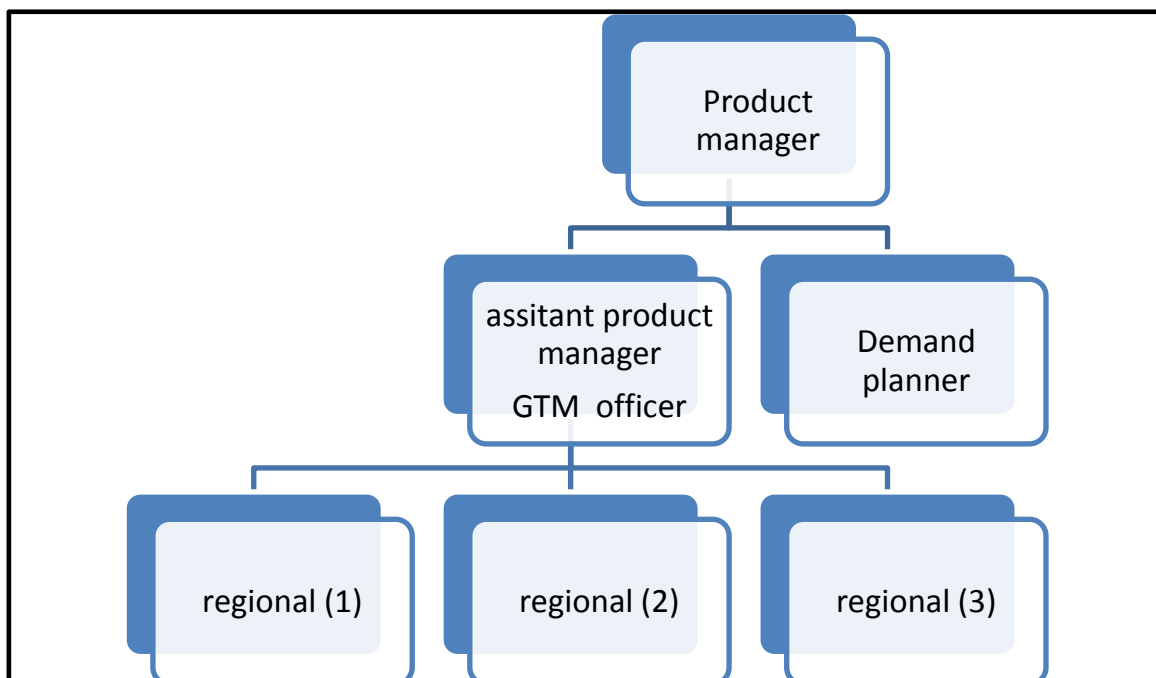 Product
manager
assitant product
manager
GTM officer
Demand
planner
regional (1)
regional (2)
regional (3)